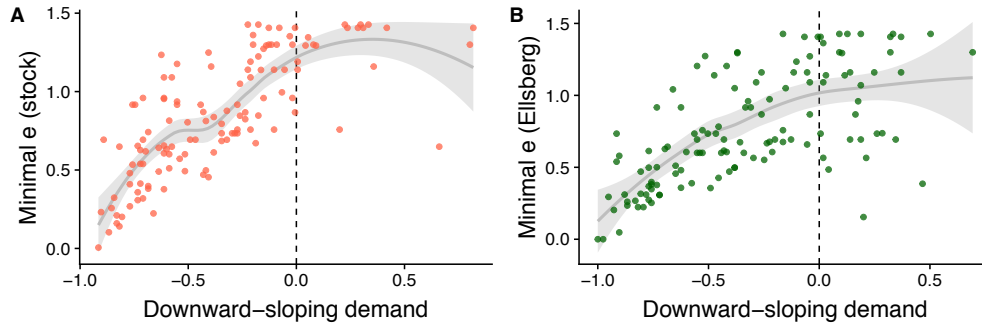 A
Minimal e (stock)
1.5
1.0
0.5
0.0
−1.0 −0.5 0.0 0.5
Downward−sloping demand
B
Minimal e (Ellsberg)
1.5
1.0
0.5
0.0
−1.0 −0.5 0.0 0.5
Downward−sloping demand